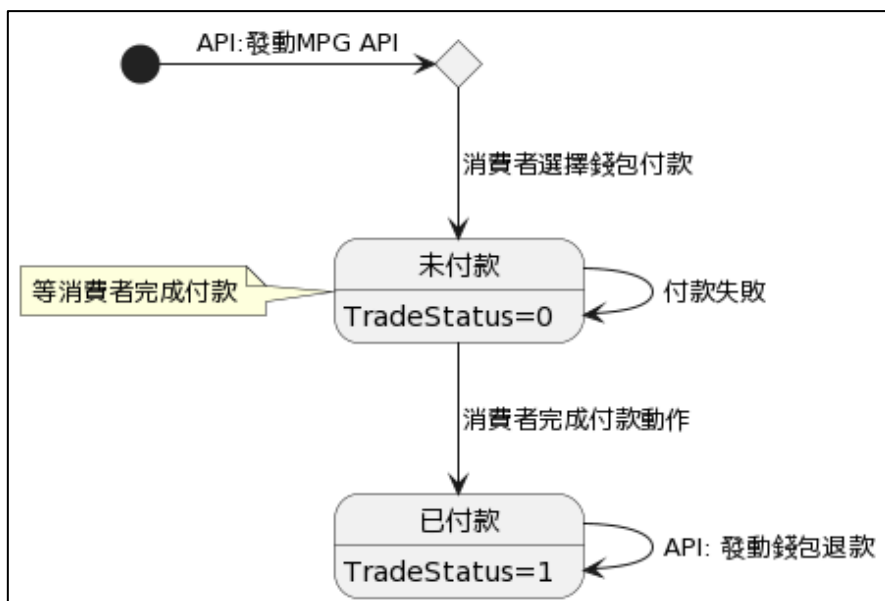 API:發動MPG API
消費者選擇錢包付款
未付款
等消費者完成付款
付款失敗
TradeStatus=0
消費者完成付款動作
已付款
API: 發動錢包退款
TradeStatus=1